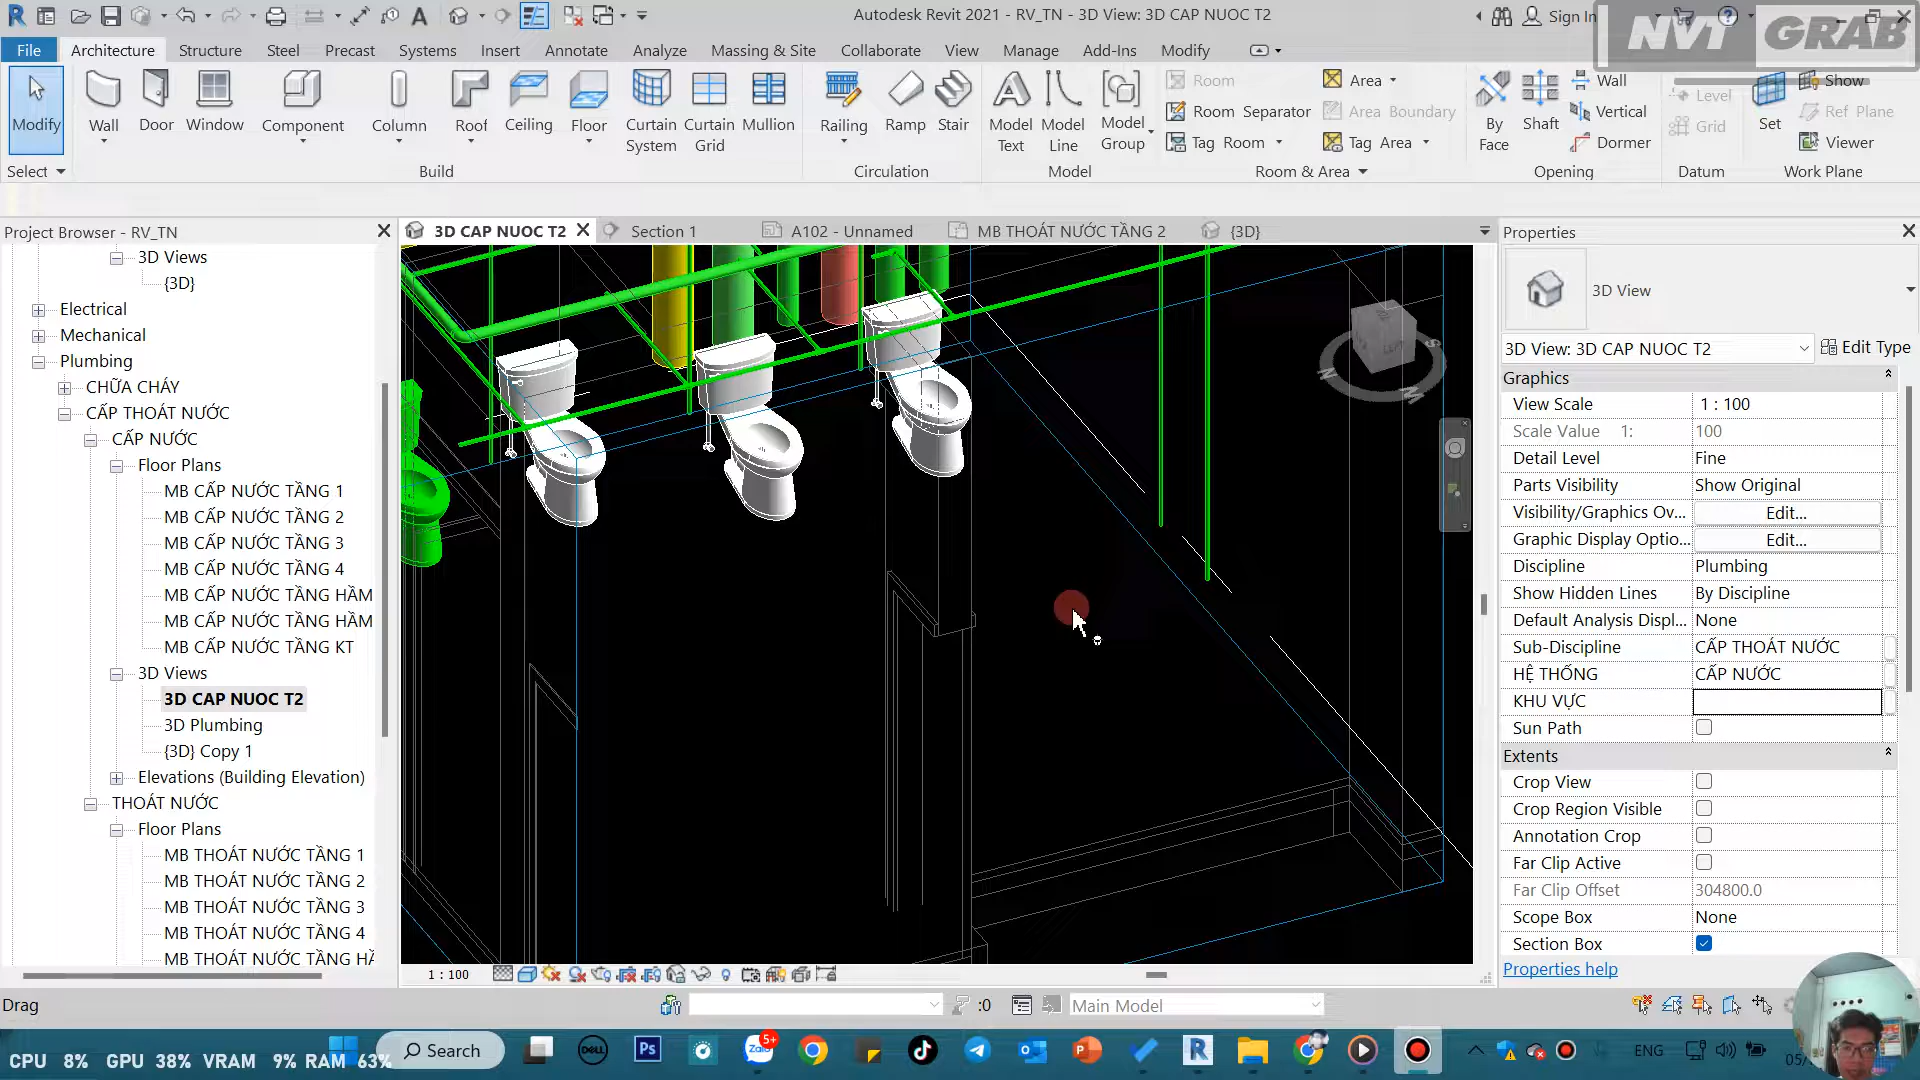 Autodesk Revit 2021 - RV_TN - 3D View: 3D CAP NUOC T2
Sign In
NVT GRAB
File Architecture Structure Steel Precast Systems Insert Annotate Analyze Massing & Site Collaborate View Manage Add-Ins Modify
Modify
Wall
Door
Window
Component
Column
Roof
Ceiling
Floor
Curtain System
Curtain Grid
Mullion
Railing
Ramp
Stair
Model Text
Model Line
Model Group
Room
Room Separator
Tag Room
Area
Area Boundary
Tag Area
By Face
Shaft
Wall
Vertical
Dormer
Level
Grid
Set
Show
Ref Plane
Viewer
Select Build Circulation Model Room & Area Opening Datum Work Plane
Project Browser - RV_TN
3D Views
{3D}
Electrical
Mechanical
Plumbing
CHỮA CHÁY
CẤP THOÁT NƯỚC
CẤP NƯỚC
Floor Plans
MB CẤP NƯỚC TẦNG 1
MB CẤP NƯỚC TẦNG 2
MB CẤP NƯỚC TẦNG 3
MB CẤP NƯỚC TẦNG 4
MB CẤP NƯỚC TẦNG HẦM
MB CẤP NƯỚC TẦNG HẦM
MB CẤP NƯỚC TẦNG KT
3D Views
3D CAP NUOC T2
3D Plumbing
{3D} Copy 1
Elevations (Building Elevation)
THOÁT NƯỚC
Floor Plans
MB THOÁT NƯỚC TẦNG 1
MB THOÁT NƯỚC TẦNG 2
MB THOÁT NƯỚC TẦNG 3
MB THOÁT NƯỚC TẦNG 4
MB THOÁT NƯỚC TẦNG HẦ
3D CAP NUOC T2 Section 1 A102 - Unnamed MB THOÁT NƯỚC TẦNG 2 {3D}
LEFT
N
W
S
1 : 100
Properties
3D View
3D View: 3D CAP NUOC T2 Edit Type
Graphics
View Scale 1 : 100
Scale Value 1: 100
Detail Level Fine
Parts Visibility Show Original
Visibility/Graphics Ov... Edit...
Graphic Display Optio... Edit...
Discipline Plumbing
Show Hidden Lines By Discipline
Default Analysis Displ... None
Sub-Discipline CẤP THOÁT NƯỚC
HỆ THỐNG CẤP NƯỚC
KHU VỰC
Sun Path
Extents
Crop View
Crop Region Visible
Annotation Crop
Far Clip Active
Far Clip Offset 304800.0
Scope Box None
Section Box
Properties help
Drag :0 Main Model
CPU 8% GPU 38% VRAM 9% RAM 63% Search DELL Ps Zalo 5+ R ENG